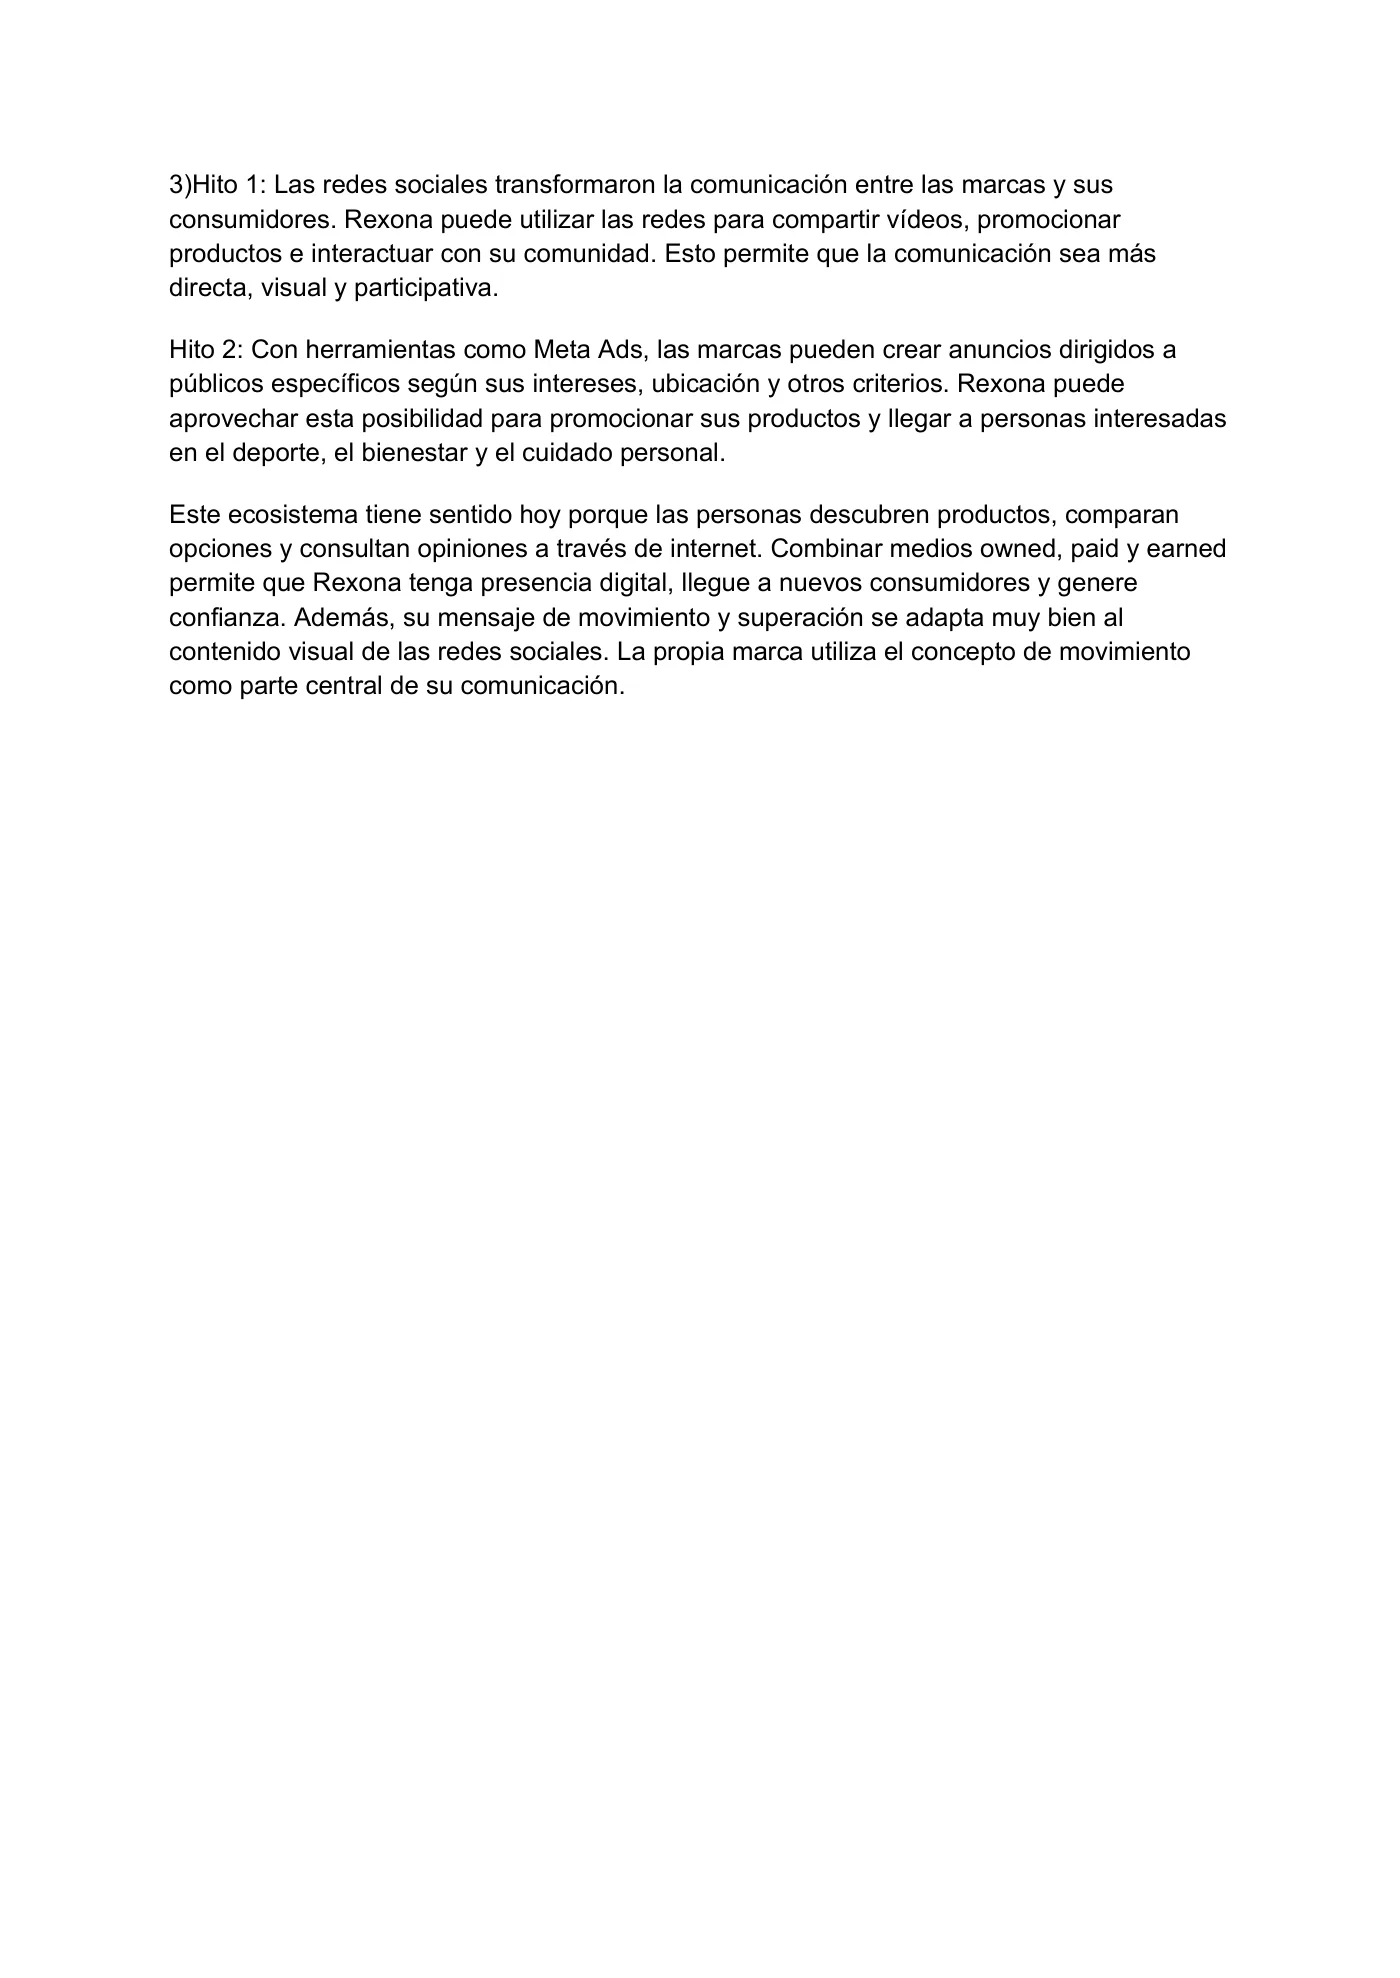 3)Hito 1: Las redes sociales transformaron la comunicación entre las marcas y sus
consumidores. Rexona puede utilizar las redes para compartir vídeos, promocionar
productos e interactuar con su comunidad. Esto permite que la comunicación sea más
directa, visual y participativa.
Hito 2: Con herramientas como Meta Ads, las marcas pueden crear anuncios dirigidos a
públicos específicos según sus intereses, ubicación y otros criterios. Rexona puede
aprovechar esta posibilidad para promocionar sus productos y llegar a personas interesadas
en el deporte, el bienestar y el cuidado personal.
Este ecosistema tiene sentido hoy porque las personas descubren productos, comparan
opciones y consultan opiniones a través de internet. Combinar medios owned, paid y earned
permite que Rexona tenga presencia digital, llegue a nuevos consumidores y genere
confianza. Además, su mensaje de movimiento y superación se adapta muy bien al
contenido visual de las redes sociales. La propia marca utiliza el concepto de movimiento
como parte central de su comunicación.